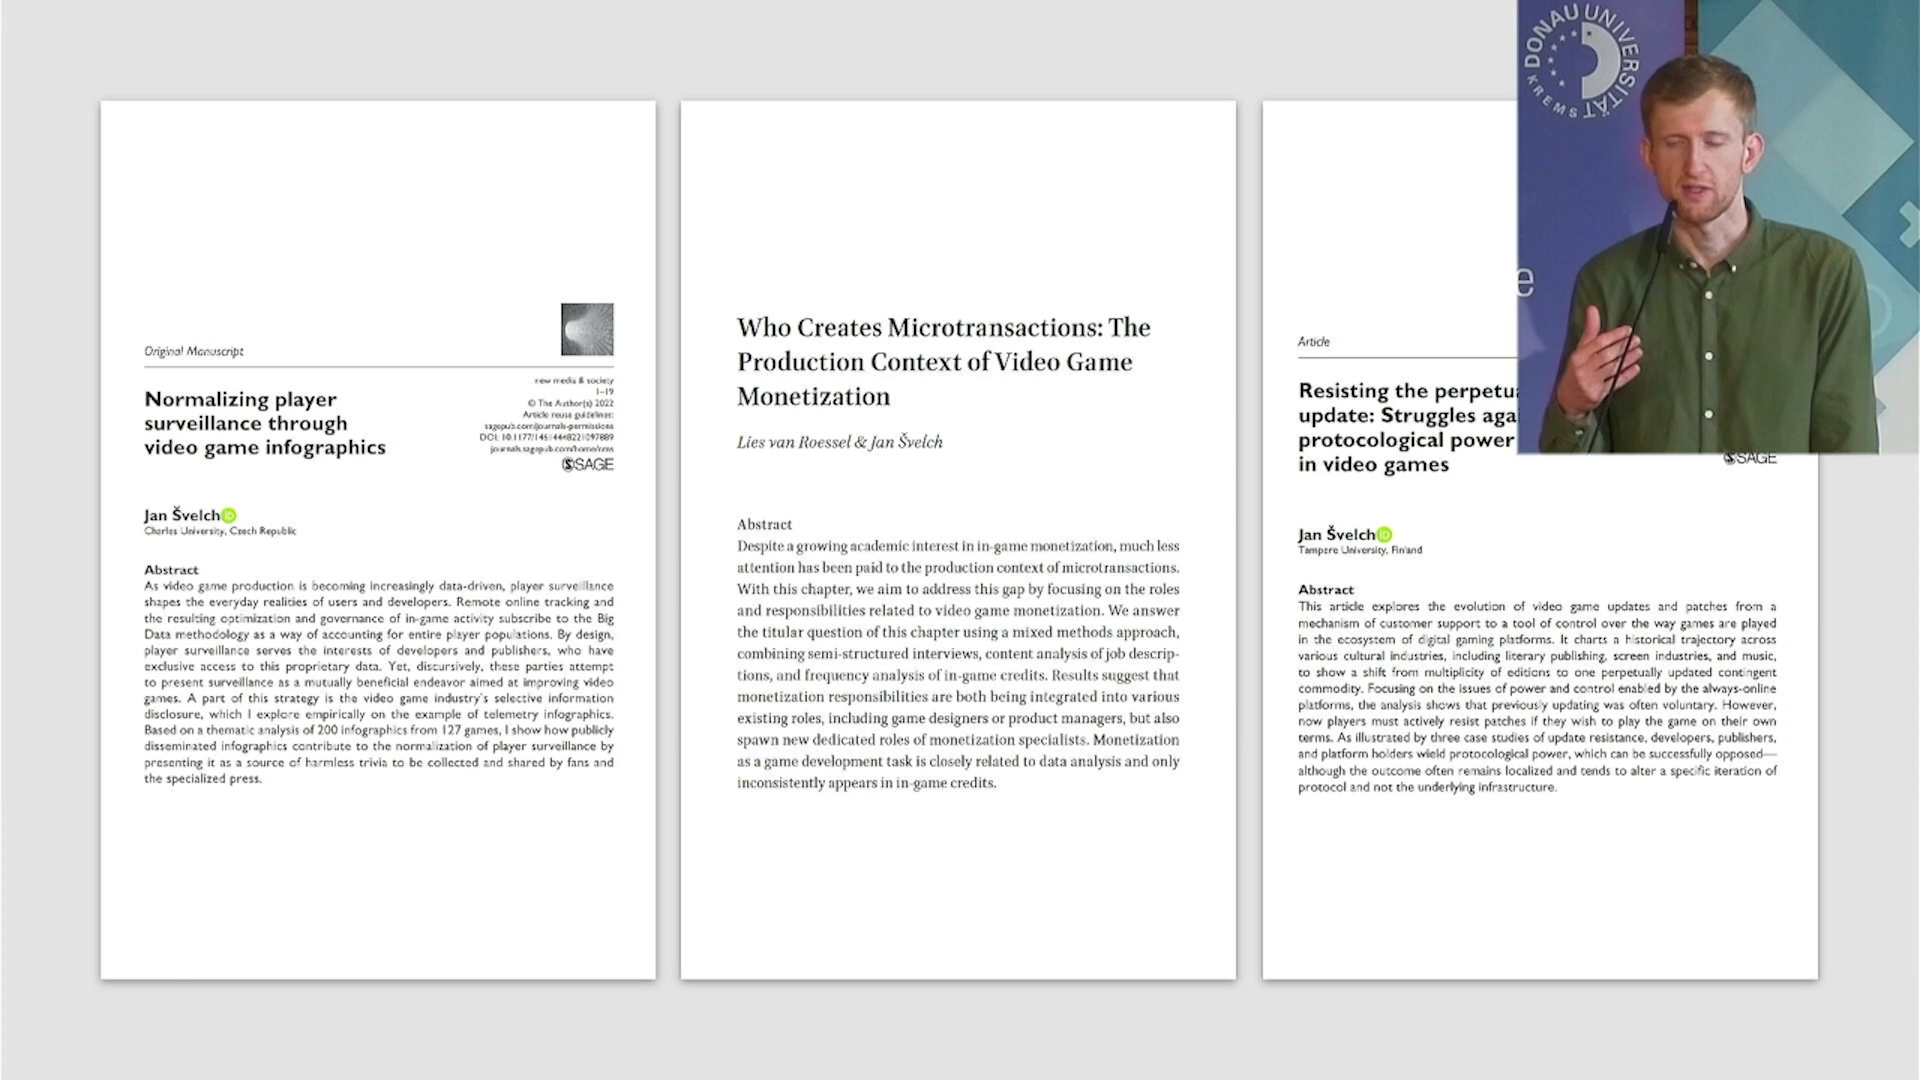 Original Manuscript
Normalizing player
surveillance through
video game infographics
new media & society
1–19
© The Author(s) 2022
Article reuse guidelines:
sagepub.com/journals-permissions
DOI: 10.1177/14614448221097889
journals.sagepub.com/home/nms
SAGE
Jan Švelch iD
Charles University, Czech Republic
Abstract
As video game production is becoming increasingly data-driven, player surveillance
shapes the everyday realities of users and developers. Remote online tracking and
the resulting optimization and governance of in-game activity subscribe to the Big
Data methodology as a way of accounting for entire player populations. By design,
player surveillance serves the interests of developers and publishers, who have
exclusive access to this proprietary data. Yet, discursively, these parties attempt
to present surveillance as a mutually beneficial endeavor aimed at improving video
games. A part of this strategy is the video game industry's selective information
disclosure, which I explore empirically on the example of telemetry infographics.
Based on a thematic analysis of 200 infographics from 127 games, I show how publicly
disseminated infographics contribute to the normalization of player surveillance by
presenting it as a source of harmless trivia to be collected and shared by fans and
the specialized press.
Who Creates Microtransactions: The
Production Context of Video Game
Monetization
Lies van Roessel & Jan Švelch
Abstract
Despite a growing academic interest in in-game monetization, much less
attention has been paid to the production context of microtransactions.
With this chapter, we aim to address this gap by focusing on the roles
and responsibilities related to video game monetization. We answer
the titular question of this chapter using a mixed methods approach,
combining semi-structured interviews, content analysis of job descrip-
tions, and frequency analysis of in-game credits. Results suggest that
monetization responsibilities are both being integrated into various
existing roles, including game designers or product managers, but also
spawn new dedicated roles of monetization specialists. Monetization
as a game development task is closely related to data analysis and only
inconsistently appears in in-game credits.
Article
Resisting the perpetu
update: Struggles aga
protocological power
in video games
SAGE
Jan Švelch iD
Tampere University, Finland
Abstract
This article explores the evolution of video game updates and patches from a
mechanism of customer support to a tool of control over the way games are played
in the ecosystem of digital gaming platforms. It charts a historical trajectory across
various cultural industries, including literary publishing, screen industries, and music,
to show a shift from multiplicity of editions to one perpetually updated contingent
commodity. Focusing on the issues of power and control enabled by the always-online
platforms, the analysis shows that previously updating was often voluntary. However,
now players must actively resist patches if they wish to play the game on their own
terms. As illustrated by three case studies of update resistance, developers, publishers,
and platform holders wield protocological power, which can be successfully opposed—
although the outcome often remains localized and tends to alter a specific iteration of
protocol and not the underlying infrastructure.
DONAU UNIVERSITÄT
KREMS
e